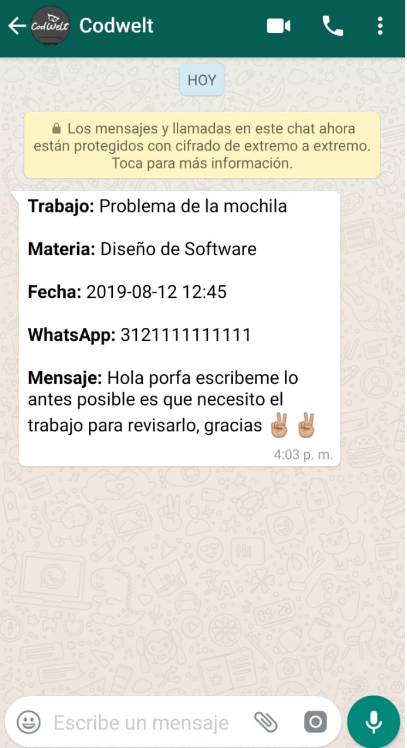 CodWelt
Codwelt
HOY
Los mensajes y llamadas en este chat ahora
están protegidos con cifrado de extremo a extremo.
Toca para más información.
Trabajo: Problema de la mochila
Materia: Diseño de Software
Fecha: 2019-08-12 12:45
WhatsApp: 3121111111111
Mensaje: Hola porfa escribeme lo
antes posible es que necesito el
trabajo para revisarlo, gracias ✌🏼 ✌🏼
4:03 p. m.
Escribe un mensaje